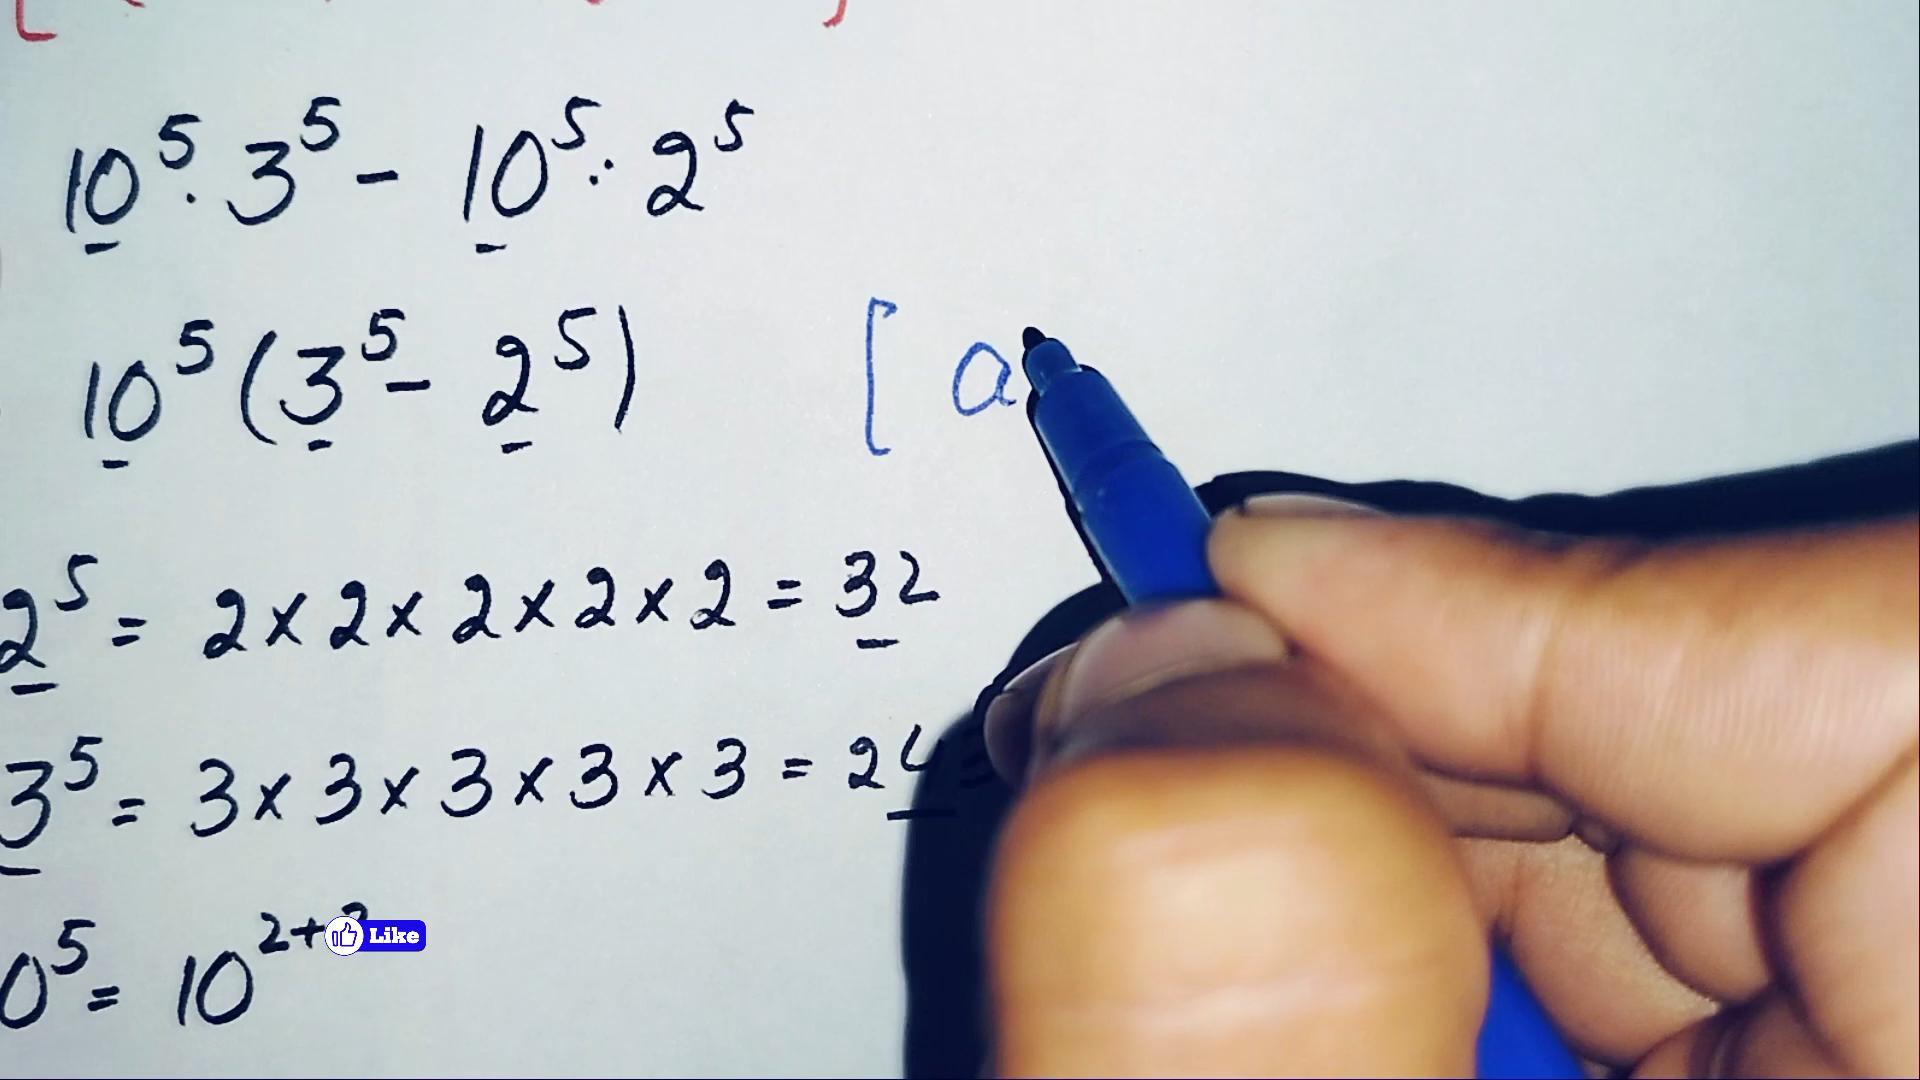 10⁵·3⁵ - 10⁵·2⁵
10⁵(3⁵ - 2⁵) [ a
2⁵ = 2×2×2×2×2 = 32
3⁵ = 3×3×3×3×3 = 24
0⁵ = 10²⁺
Like